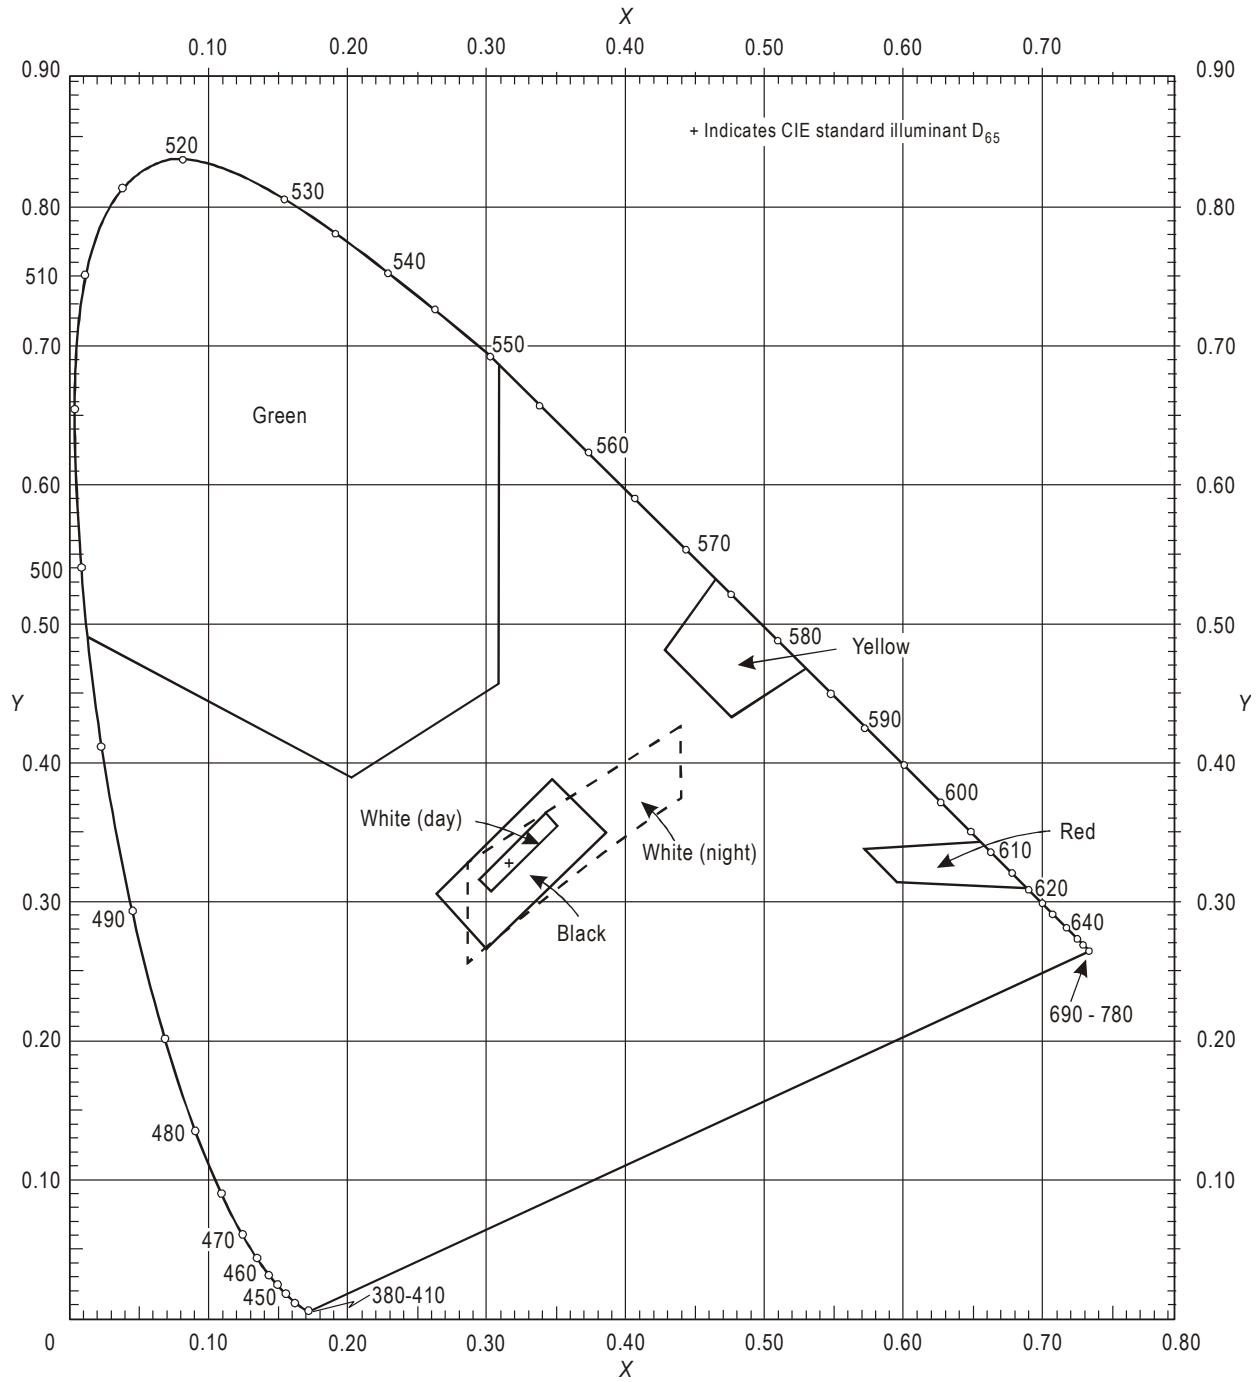 X
0.10 0.20 0.30 0.40 0.50 0.60 0.70
0.90 0.90
+ Indicates CIE standard illuminant D65
520
530
0.80 0.80
540
510
550
0.70 0.70
Green
560
0.60 0.60
570
500
0.50 0.50
580
Yellow
Y Y
590
0.40 0.40
600
White (day)
Red
610
White (night)
620
0.30 0.30
490
640
Black
690 - 780
0.20 0.20
480
0.10 0.10
470
460
450
380-410
0 0.10 0.20 0.30 0.40 0.50 0.60 0.70 0.80
X